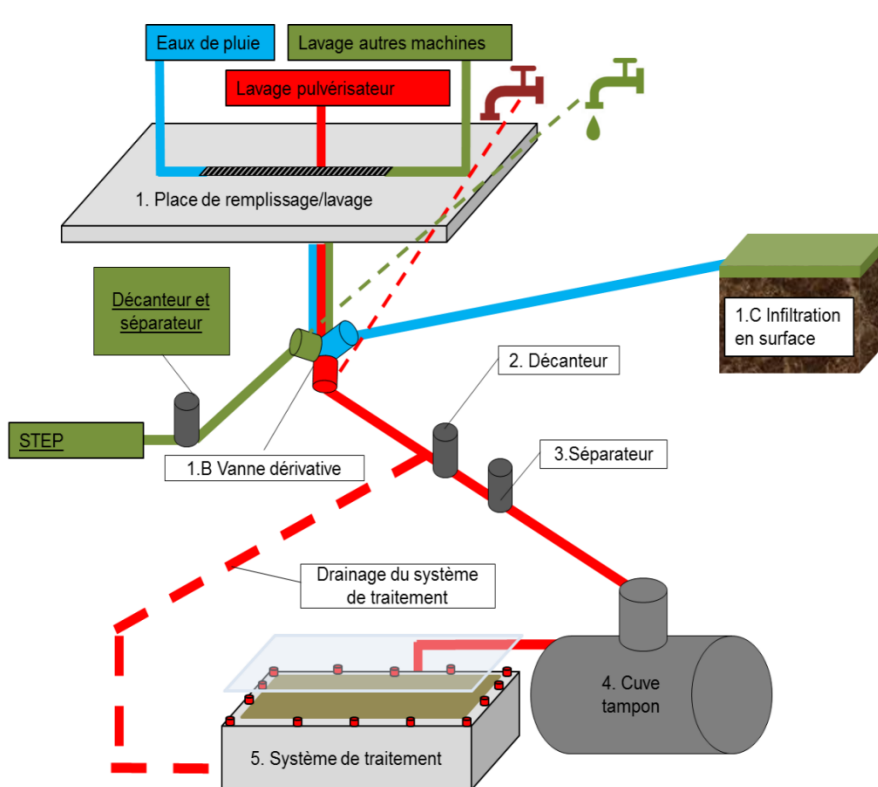 Eaux de pluie
Lavage autres machines
Lavage pulvérisateur
1. Place de remplissage/lavage
Décanteur et
séparateur
1.C Infiltration
en surface
2. Décanteur
STEP
1.B Vanne dérivative
3.Séparateur
Drainage du système
de traitement
4. Cuve
tampon
5. Système de traitement